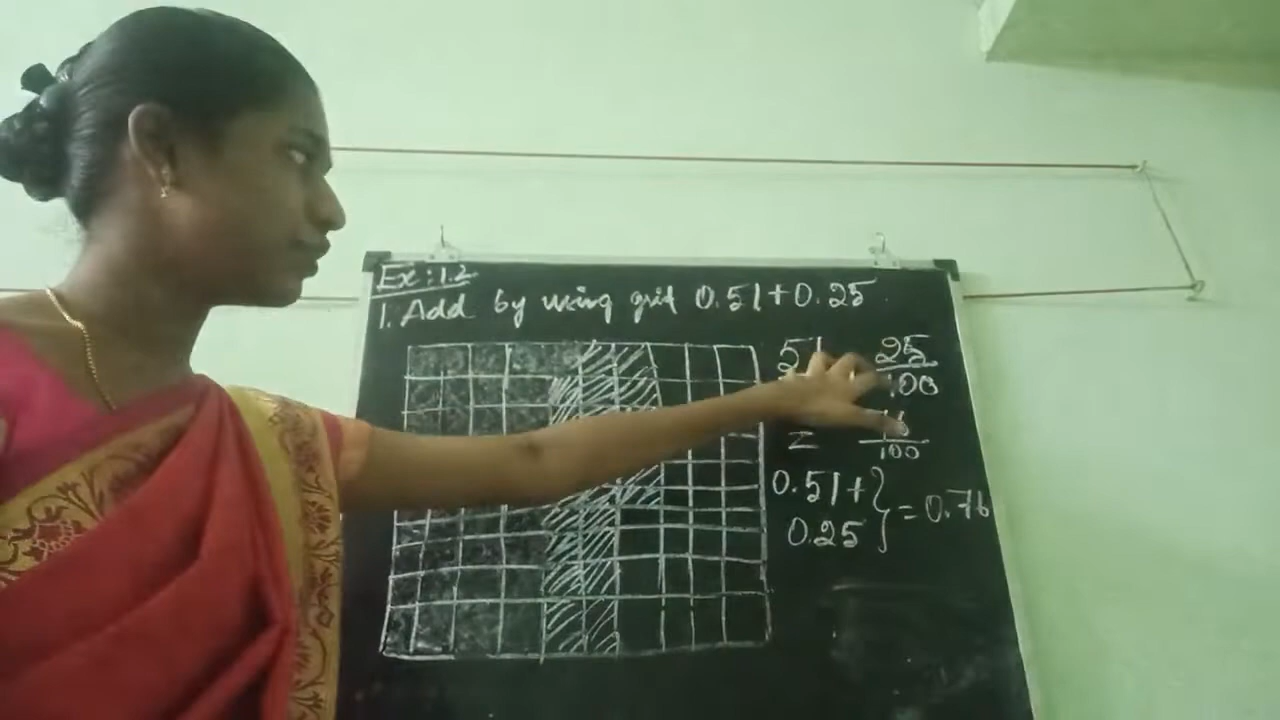 Ex: 1.2
1. Add by using grid 0.51+0.25
51 25
100
=
100
0.51+
0.25 } = 0.76